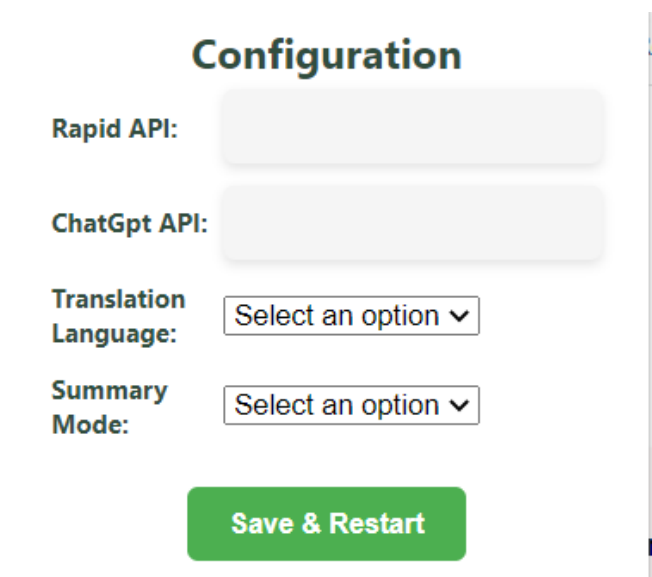 Configuration
Rapid API:
ChatGpt API:
Translation
Language:
Select an option
Summary
Mode:
Select an option
Save & Restart